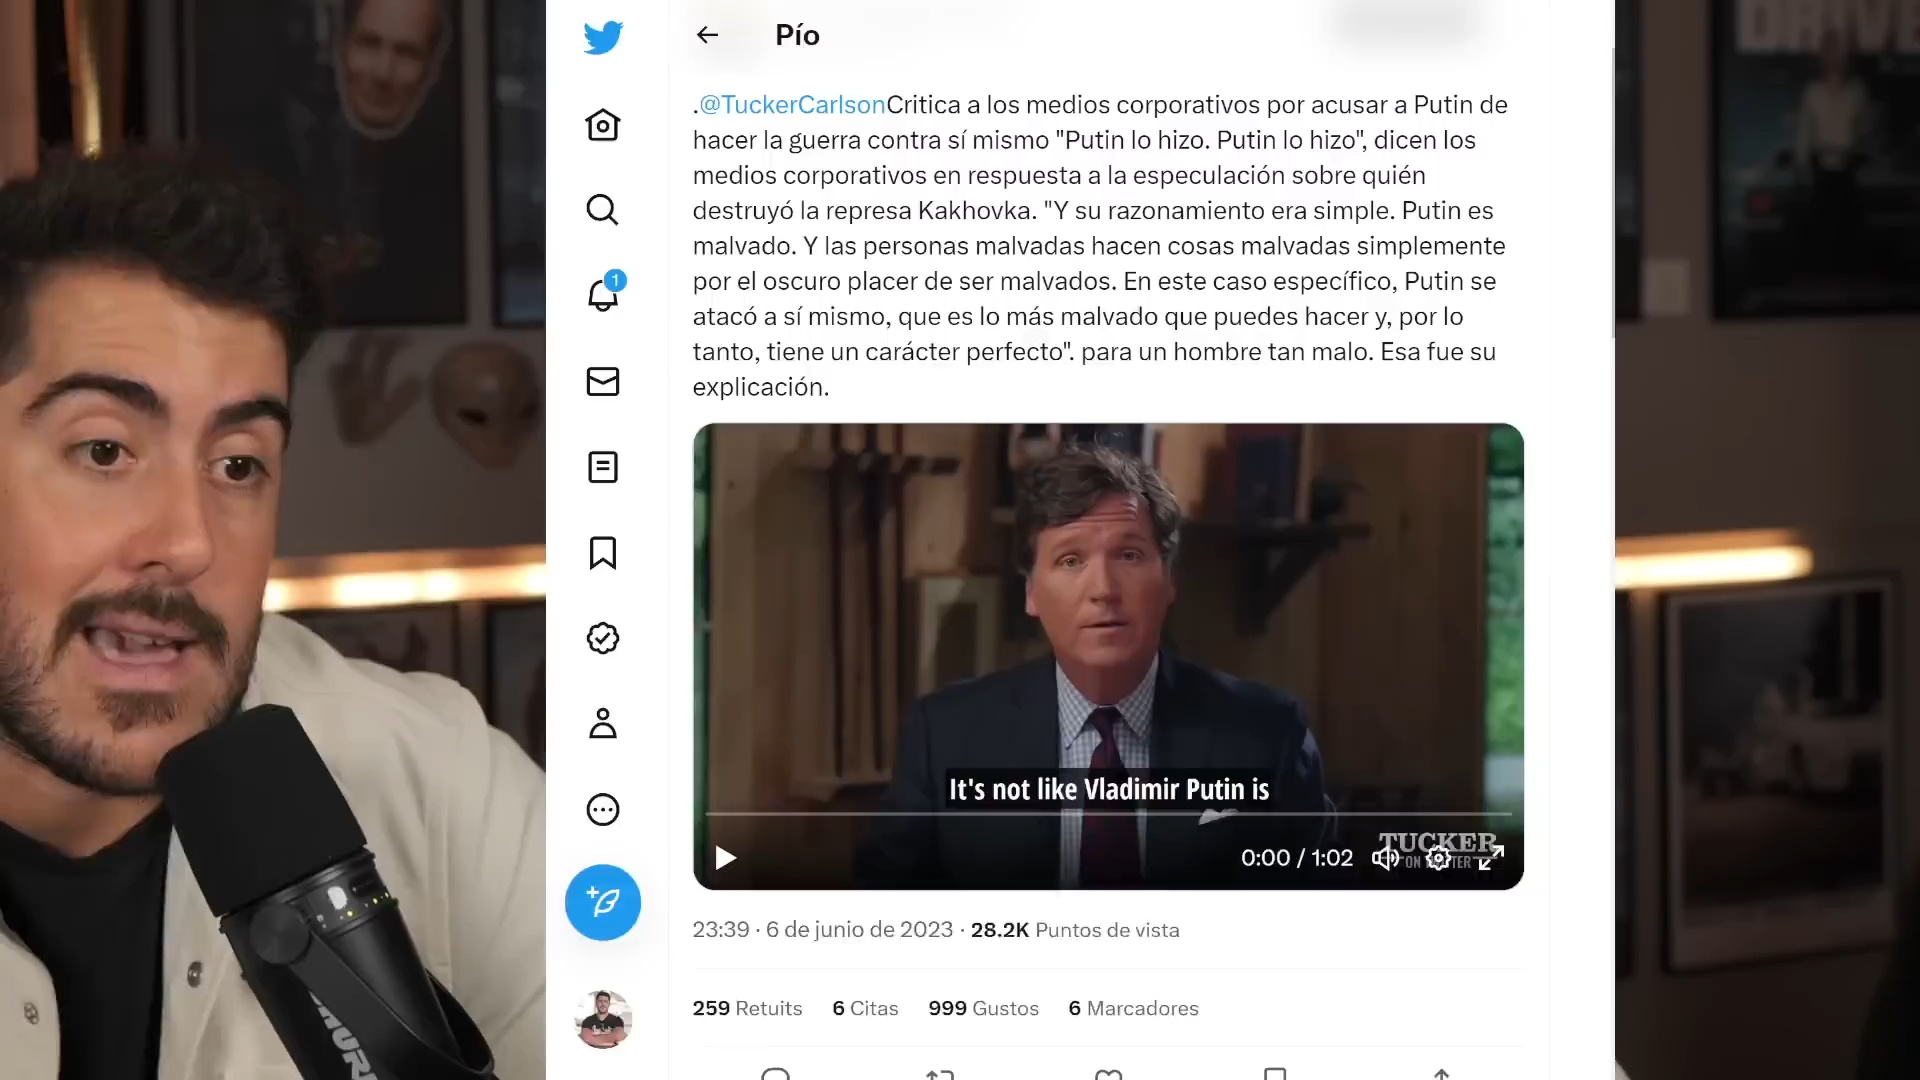 Pío
.@TuckerCarlsonCritica a los medios corporativos por acusar a Putin de
hacer la guerra contra sí mismo "Putin lo hizo. Putin lo hizo", dicen los
medios corporativos en respuesta a la especulación sobre quién
destruyó la represa Kakhovka. "Y su razonamiento era simple. Putin es
malvado. Y las personas malvadas hacen cosas malvadas simplemente
por el oscuro placer de ser malvados. En este caso específico, Putin se
atacó a sí mismo, que es lo más malvado que puedes hacer y, por lo
tanto, tiene un carácter perfecto". para un hombre tan malo. Esa fue su
explicación.
1
It's not like Vladimir Putin is
TUCKER
0:00 / 1:02
23:39 · 6 de junio de 2023 · 28.2K Puntos de vista
259 Retuits 6 Citas 999 Gustos 6 Marcadores
DRIVE